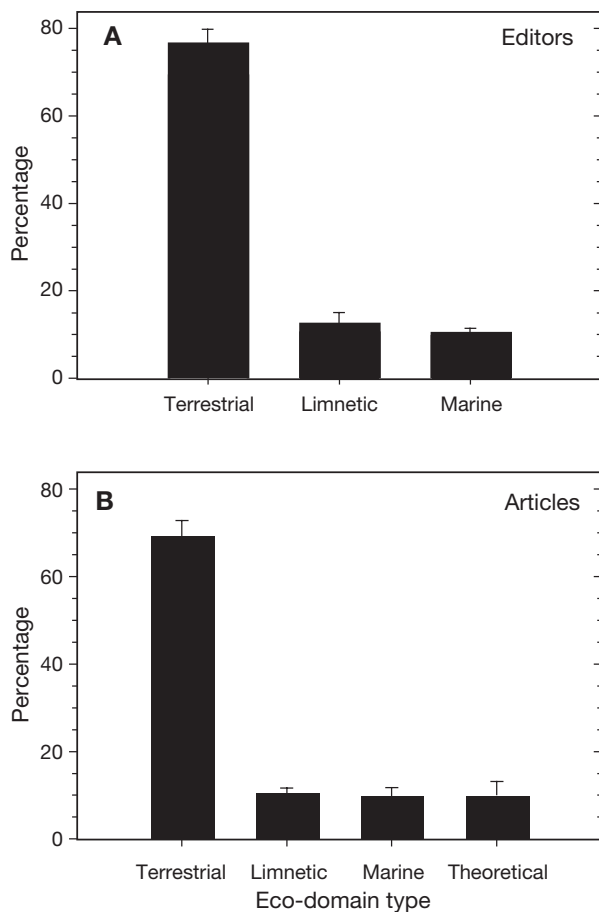 A
Editors
Percentage
80
60
40
20
0
Terrestrial Limnetic Marine
B
Articles
Percentage
80
60
40
20
0
Terrestrial Limnetic Marine Theoretical
Eco-domain type